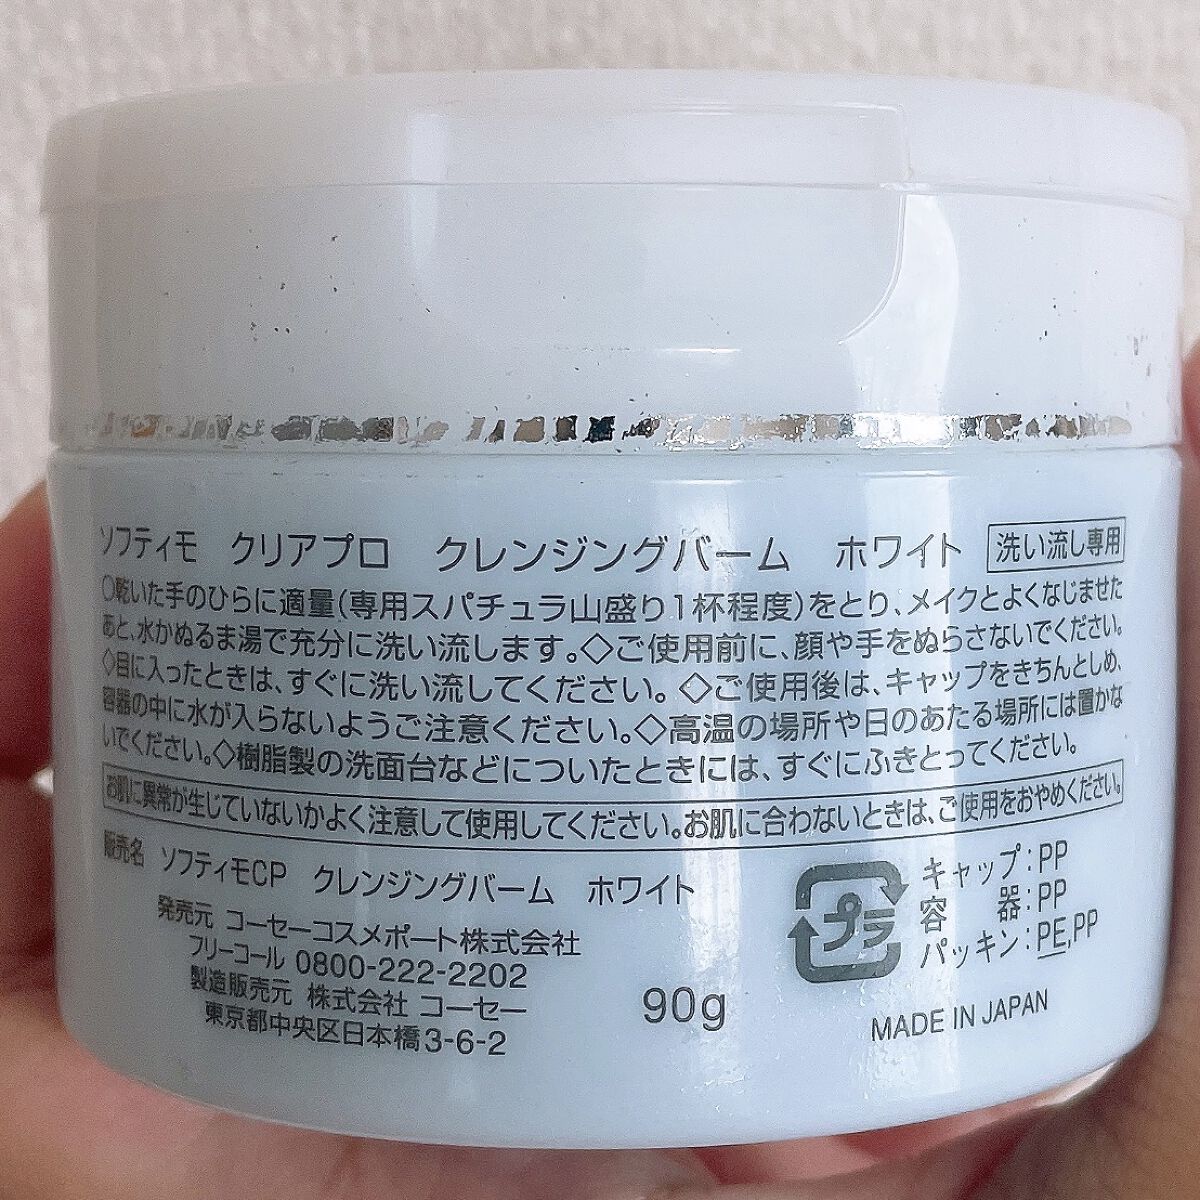 ソフティモ クリアプロ クレンジングバーム ホワイト 洗い流し専用
○乾いた手のひらに適量(専用スパチュラ山盛り1杯程度)をとり、メイクとよくなじませた
あと、水かぬるま湯で充分に洗い流します。◇ご使用前に、顔や手をぬらさないでください。
◇目に入ったときは、すぐに洗い流してください。◇ご使用後は、キャップをきちんとしめ、
容器の中に水が入らないようご注意ください。◇高温の場所や日のあたる場所には置かな
いでください。◇樹脂製の洗面台などについたときには、すぐにふきとってください。
お肌に異常が生じていないかよく注意して使用してください。お肌に合わないときは、ご使用をおやめください。
販売名 ソフティモCP クレンジングバーム ホワイト
発売元 コーセーコスメポート株式会社
フリーコール 0800-222-2202
製造販売元 株式会社 コーセー
東京都中央区日本橋3-6-2
90g
プラ
キャップ:PP
容器:PP
パッキン:PE,PP
MADE IN JAPAN